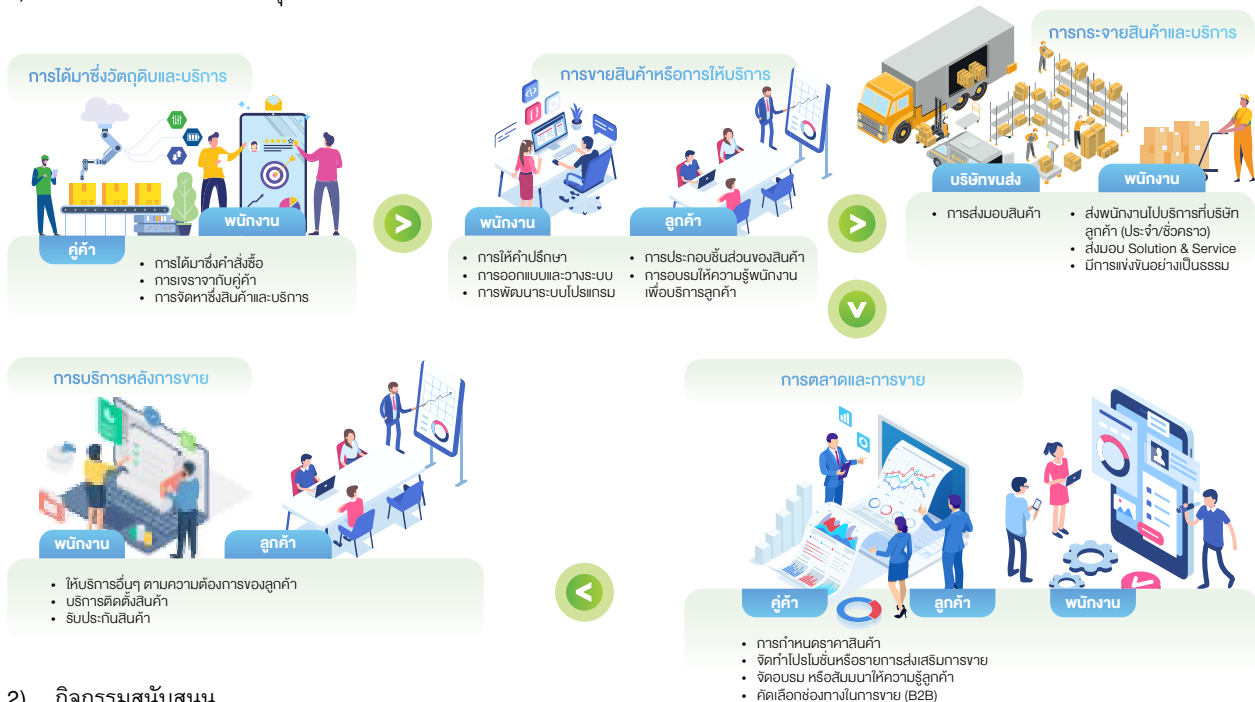 การได้มาซึ่งวัตถุดิบและบริการ
คู่ค้า
พนักงาน
• การได้มาซึ่งคำสั่งซื้อ
• การเจราจากับคู่ค้า
• การจัดหาซึ่งสินค้าและบริการ
>
การขายสินค้าหรือการให้บริการ
พนักงาน
ลูกค้า
• การให้คำปรึกษา
• การออกแบบและวางระบบ
• การพัฒนาระบบโปรแกรม
• การประกอบชิ้นส่วนของสินค้า
• การอบรมให้ความรู้พนักงาน
เพื่อบริการลูกค้า
>
การกระจายสินค้าและบริการ
บริษัทขนส่ง
พนักงาน
• การส่งมอบสินค้า
• ส่งพนักงานไปบริการที่บริษัท
ลูกค้า (ประจำ/ชั่วคราว)
• ส่งมอบ Solution & Service
• มีการแข่งขันอย่างเป็นธรรม
>
การตลาดและการขาย
คู่ค้า
ลูกค้า
พนักงาน
• การกำหนดราคาสินค้า
• จัดทำโปรโมชั่นหรือรายการส่งเสริมการขาย
• จัดอบรม หรือสัมมนาให้ความรู้ลูกค้า
• คัดเลือกช่องทางในการขาย (B2B)
<
การบริการหลังการขาย
พนักงาน
ลูกค้า
• ให้บริการอื่นๆ ตามความต้องการของลูกค้า
• บริการติดตั้งสินค้า
• รับประกันสินค้า
2) กิจกรรมสนับสนุน